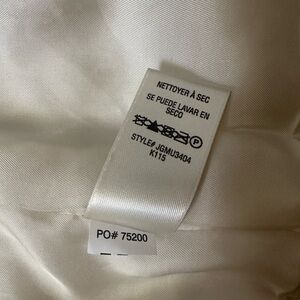 NETTOYER À SEC
SE PUEDE LAVAR EN
SECO
P
STYLE# JGMU3404
K115
PO# 75200